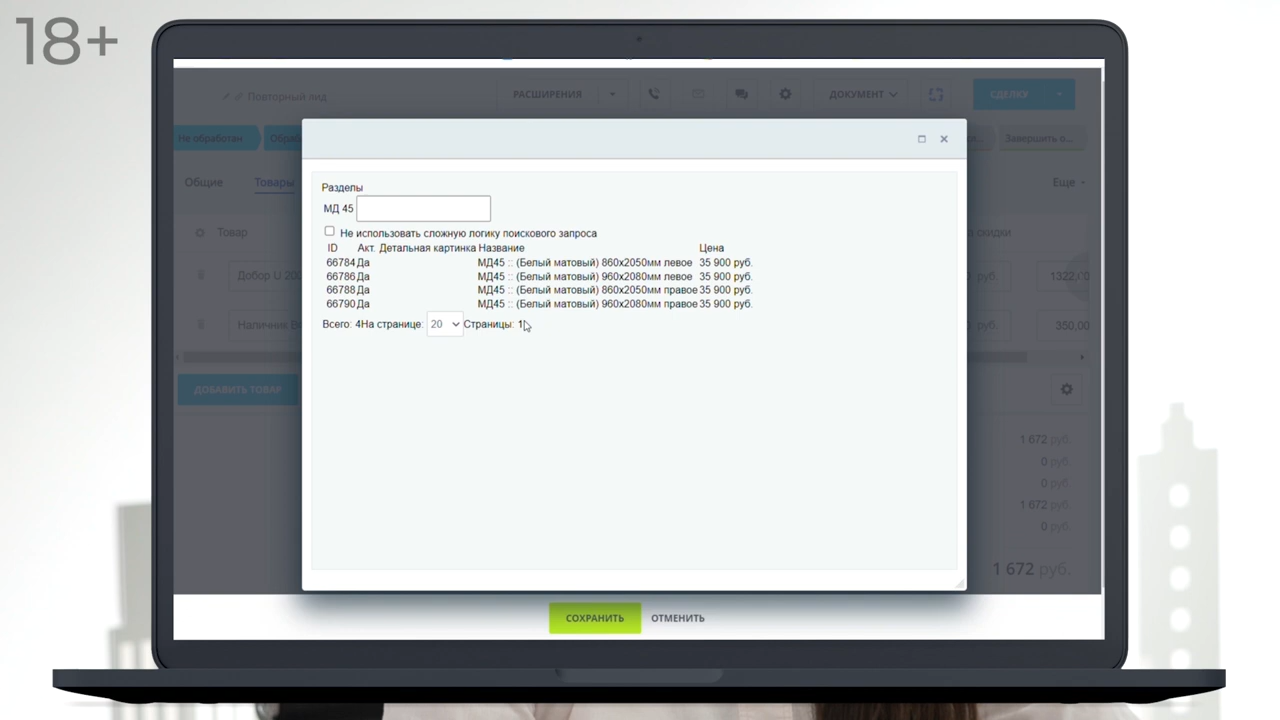 18+
Повторный лид
РАСШИРЕНИЯ
ДОКУМЕНТ
СДЕЛКУ
Не обработан
Завершить о...
Общие
Товары
Еще
Товар
скидки
Добор U 200
руб.
Наличник
руб.
350,00
ДОБАВИТЬ ТОВАР
1 672 руб.
0 руб.
0 руб.
1 672 руб.
0 руб.
1 672 руб.
Разделы
МД 45
Не использовать сложную логику поискового запроса
ID Акт. Детальная картинка Название Цена
66784 Да МД45 :: (Белый матовый) 860x2050мм левое 35 900 руб.
66786 Да МД45 :: (Белый матовый) 960x2080мм левое 35 900 руб.
66788 Да МД45 :: (Белый матовый) 860x2050мм правое 35 900 руб.
66790 Да МД45 :: (Белый матовый) 960x2080мм правое 35 900 руб.
Всего: 4 На странице: 20 Страницы: 1
СОХРАНИТЬ ОТМЕНИТЬ